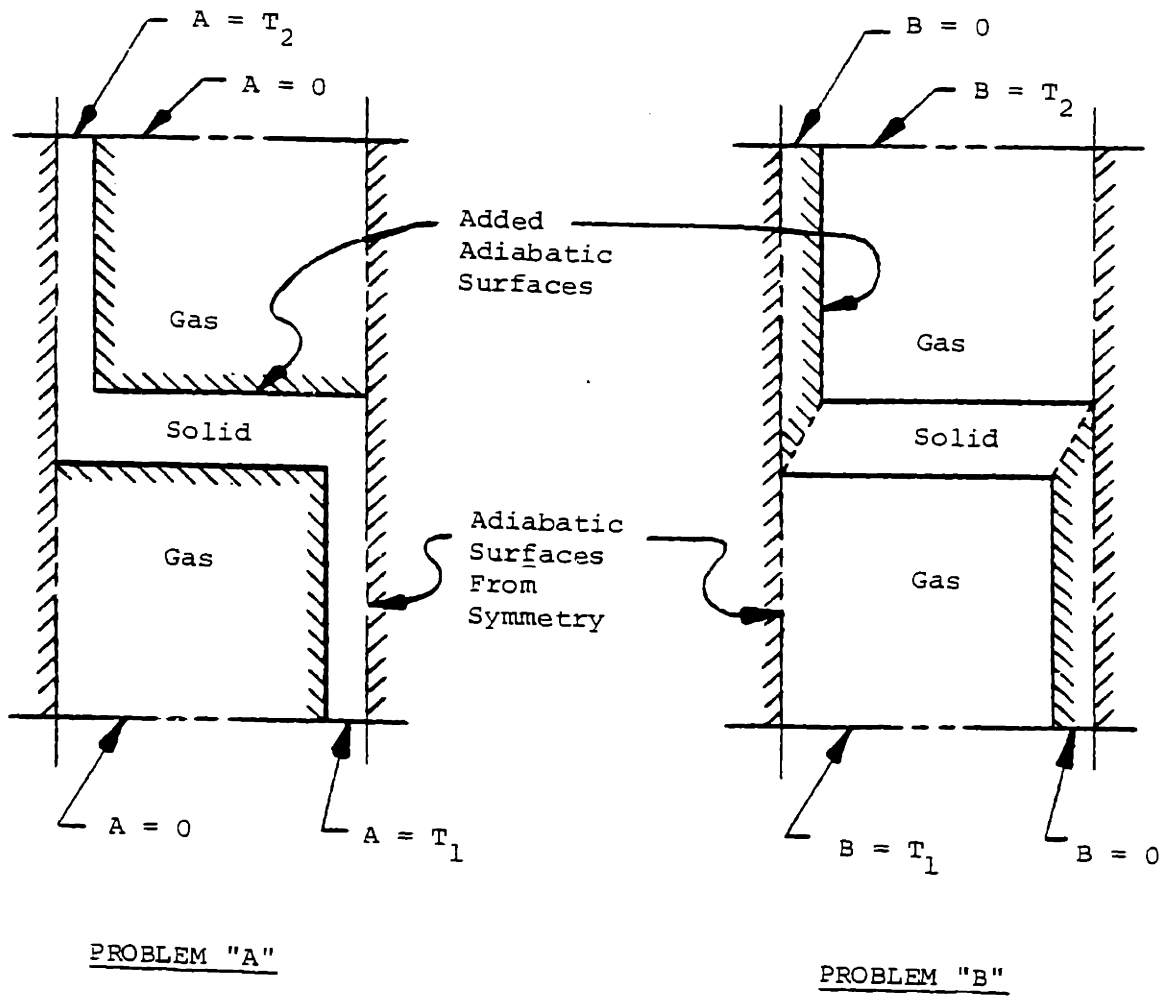 A = T2
A = 0
B = 0
B = T2
Added
Adiabatic
Surfaces
Gas
Solid
Gas
Gas
Solid
Gas
Adiabatic
Surfaces
From
Symmetry
A = 0
A = T1
B = T1
B = 0
PROBLEM "A"
PROBLEM "B"